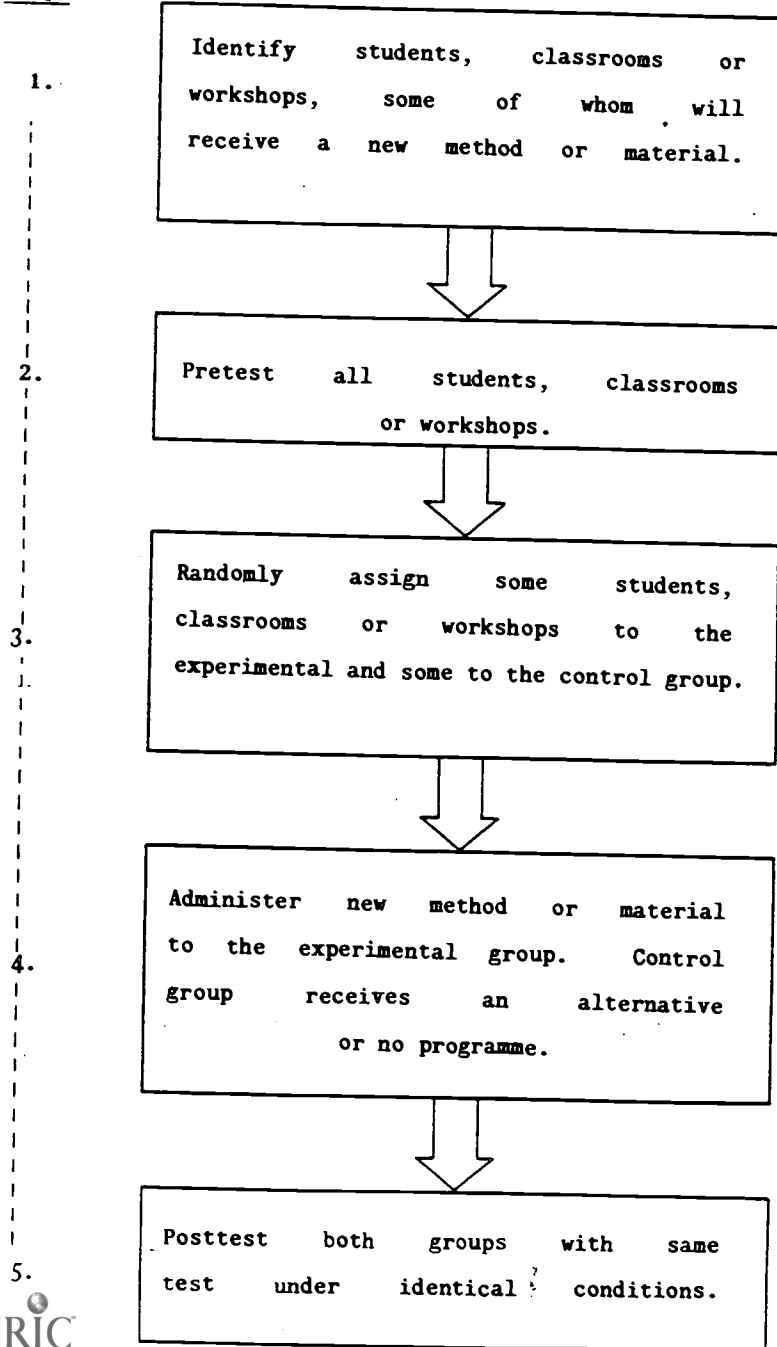 1.
Identify students, classrooms or
workshops, some of whom will
receive a new method or material.
2.
Pretest all students, classrooms
or workshops.
3.
Randomly assign some students,
classrooms or workshops to the
experimental and some to the control group.
4.
Administer new method or material
to the experimental group. Control
group receives an alternative
or no programme.
5.
Posttest both groups with same
test under identical conditions.
RIC